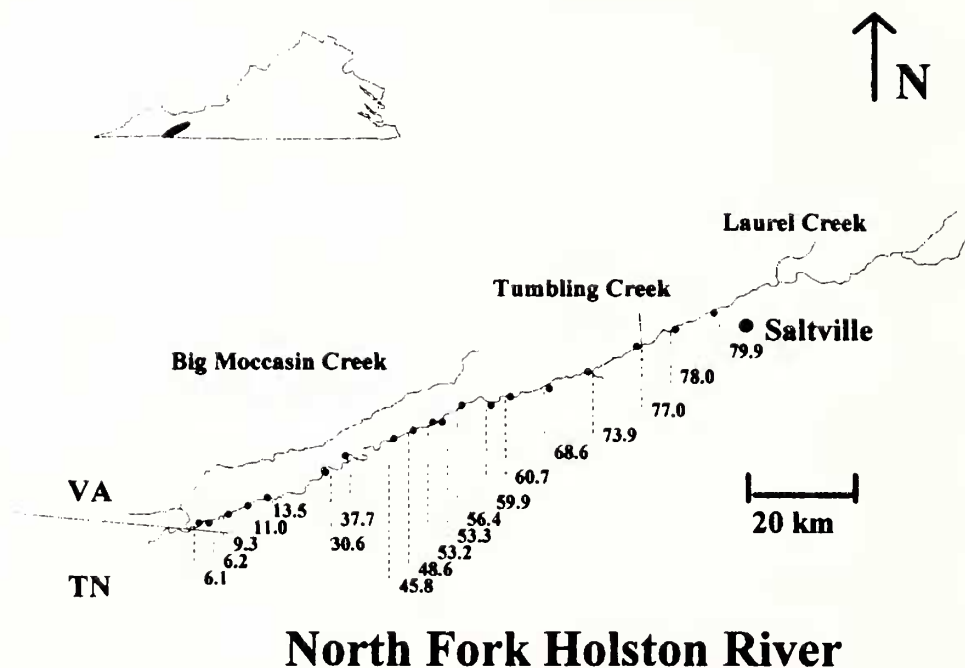 N
Laurel Creek
Tumbling Creek
Saltville
Big Moccasin Creek
79.9
78.0
77.0
73.9
68.6
60.7
59.9
56.4
53.3
53.2
48.6
45.8
37.7
30.6
13.5
11.0
9.3
6.2
6.1
VA
TN
20 km
North Fork Holston River